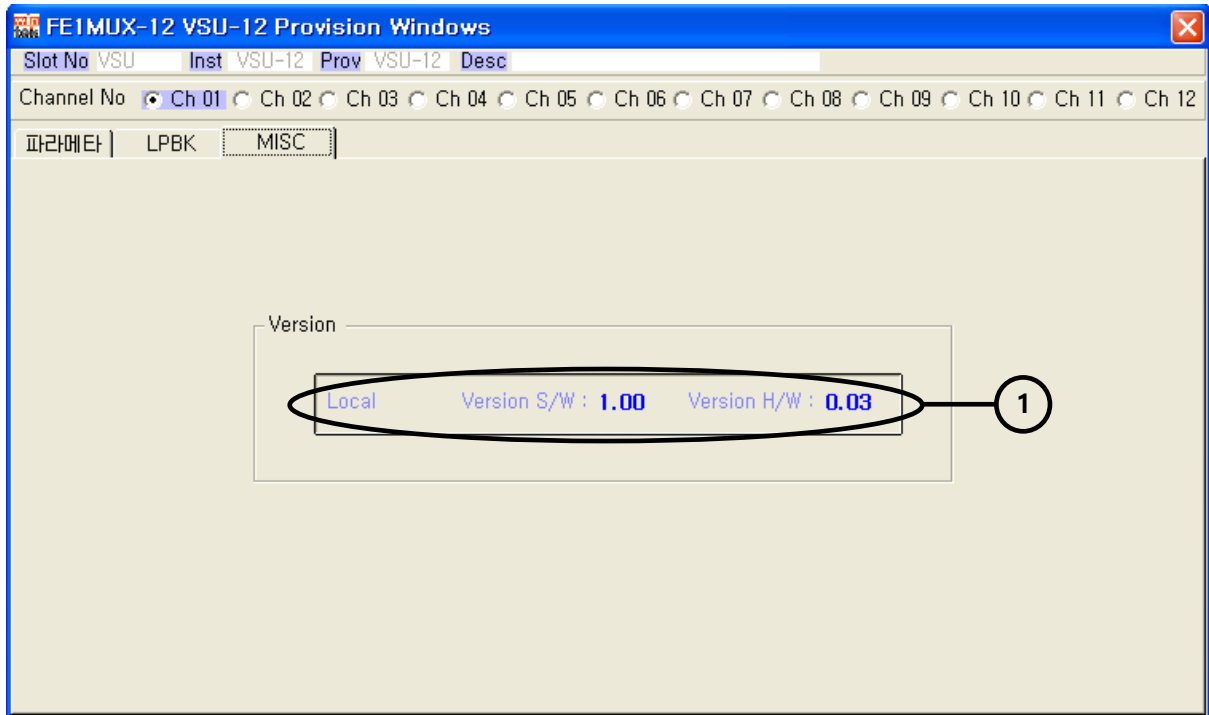 FE1MUX-12 VSU-12 Provision Windows
Slot No VSU Inst VSU-12 Prov VSU-12 Desc
Channel No Ch 01 Ch 02 Ch 03 Ch 04 Ch 05 Ch 06 Ch 07 Ch 08 Ch 09 Ch 10 Ch 11 Ch 12
파라메타 LPBK MISC
Version
Local Version S/W : 1.00 Version H/W : 0.03
1